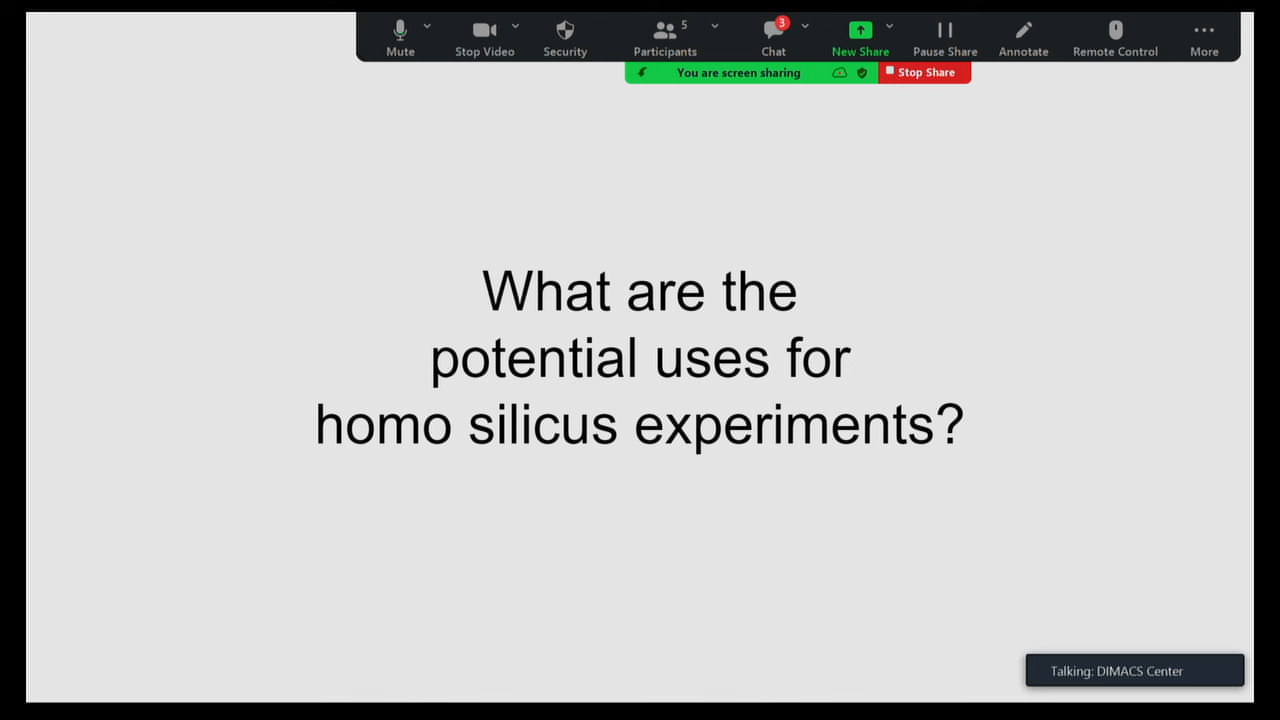 5
3
Mute
Stop Video
Security
Participants
Chat
New Share
Pause Share
Annotate
Remote Control
More
You are screen sharing
Stop Share
What are the
potential uses for
homo silicus experiments?
Talking: DIMACS Center